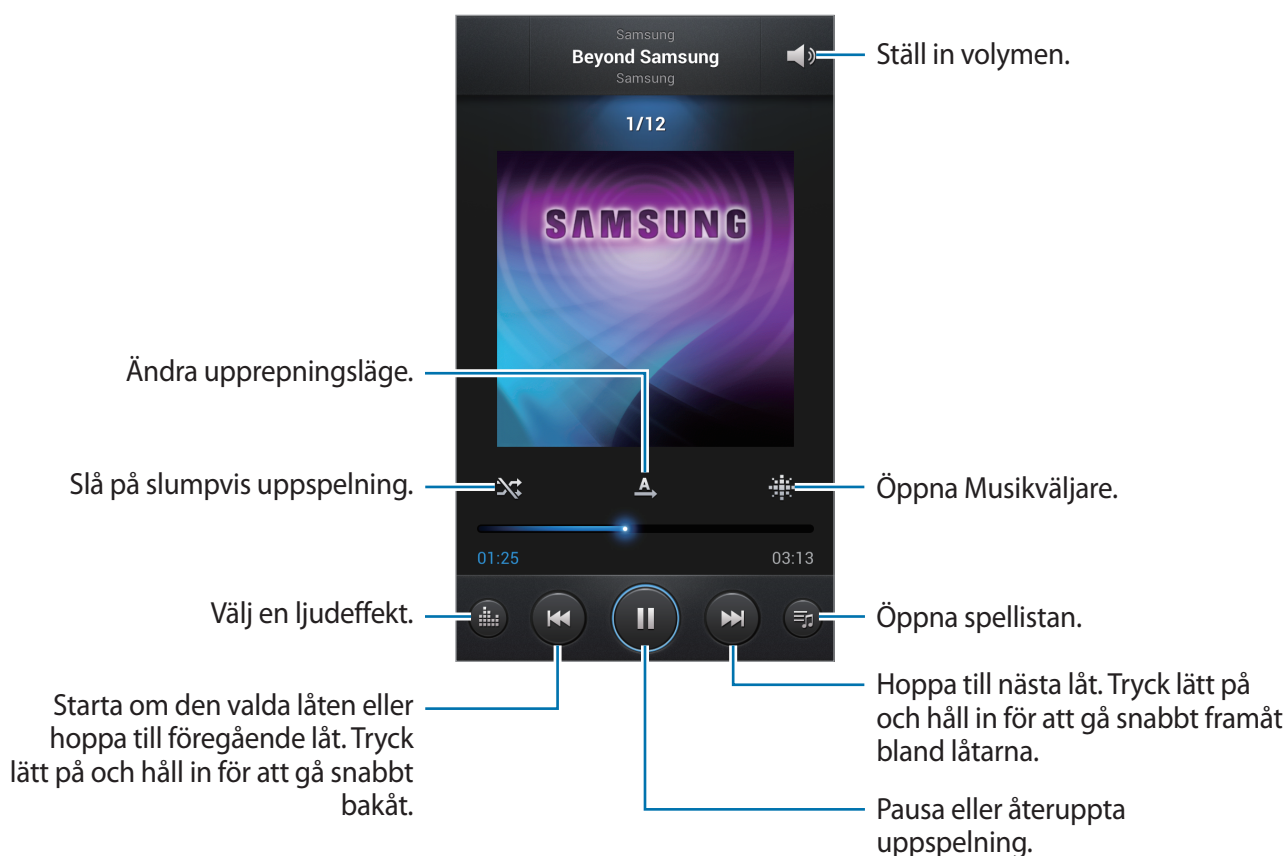 Samsung
Beyond Samsung
Samsung
Ställ in volymen.
1/12
SAMSUNG
Ändra upprepningsläge.
A
Slå på slumpvis uppspelning.
Öppna Musikväljare.
01:25
03:13
Välj en ljudeffekt.
Öppna spellistan.
Starta om den valda låten eller
hoppa till föregående låt. Tryck
lätt på och håll in för att gå snabbt
bakåt.
Hoppa till nästa låt. Tryck lätt på
och håll in för att gå snabbt framåt
bland låtarna.
Pausa eller återuppta
uppspelning.